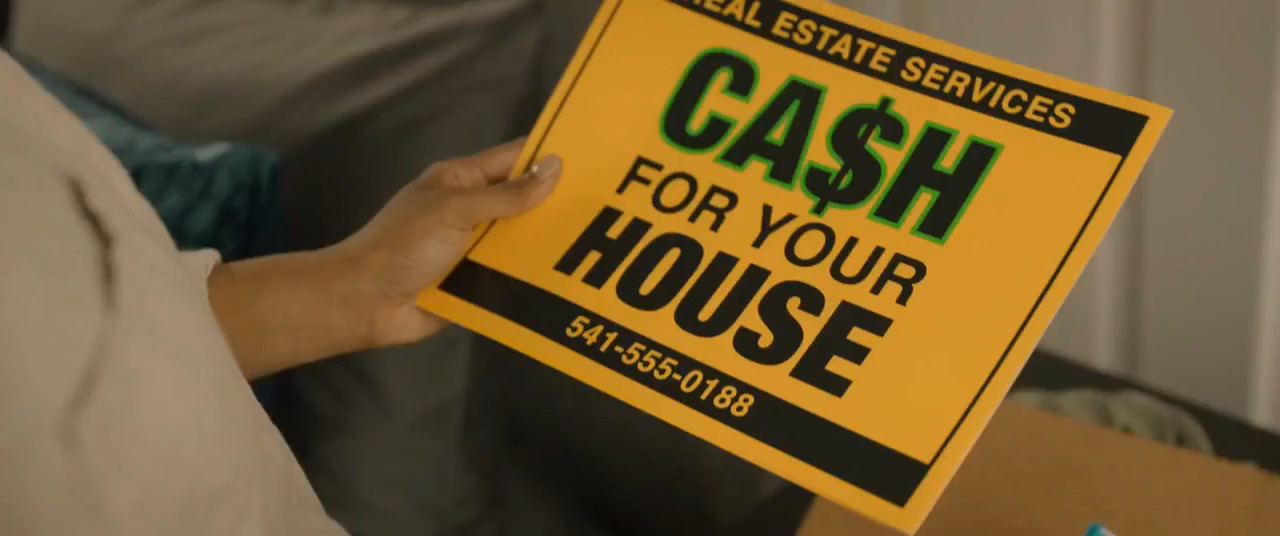 REAL ESTATE SERVICES
CA$H
FOR YOUR
HOUSE
541-555-0188